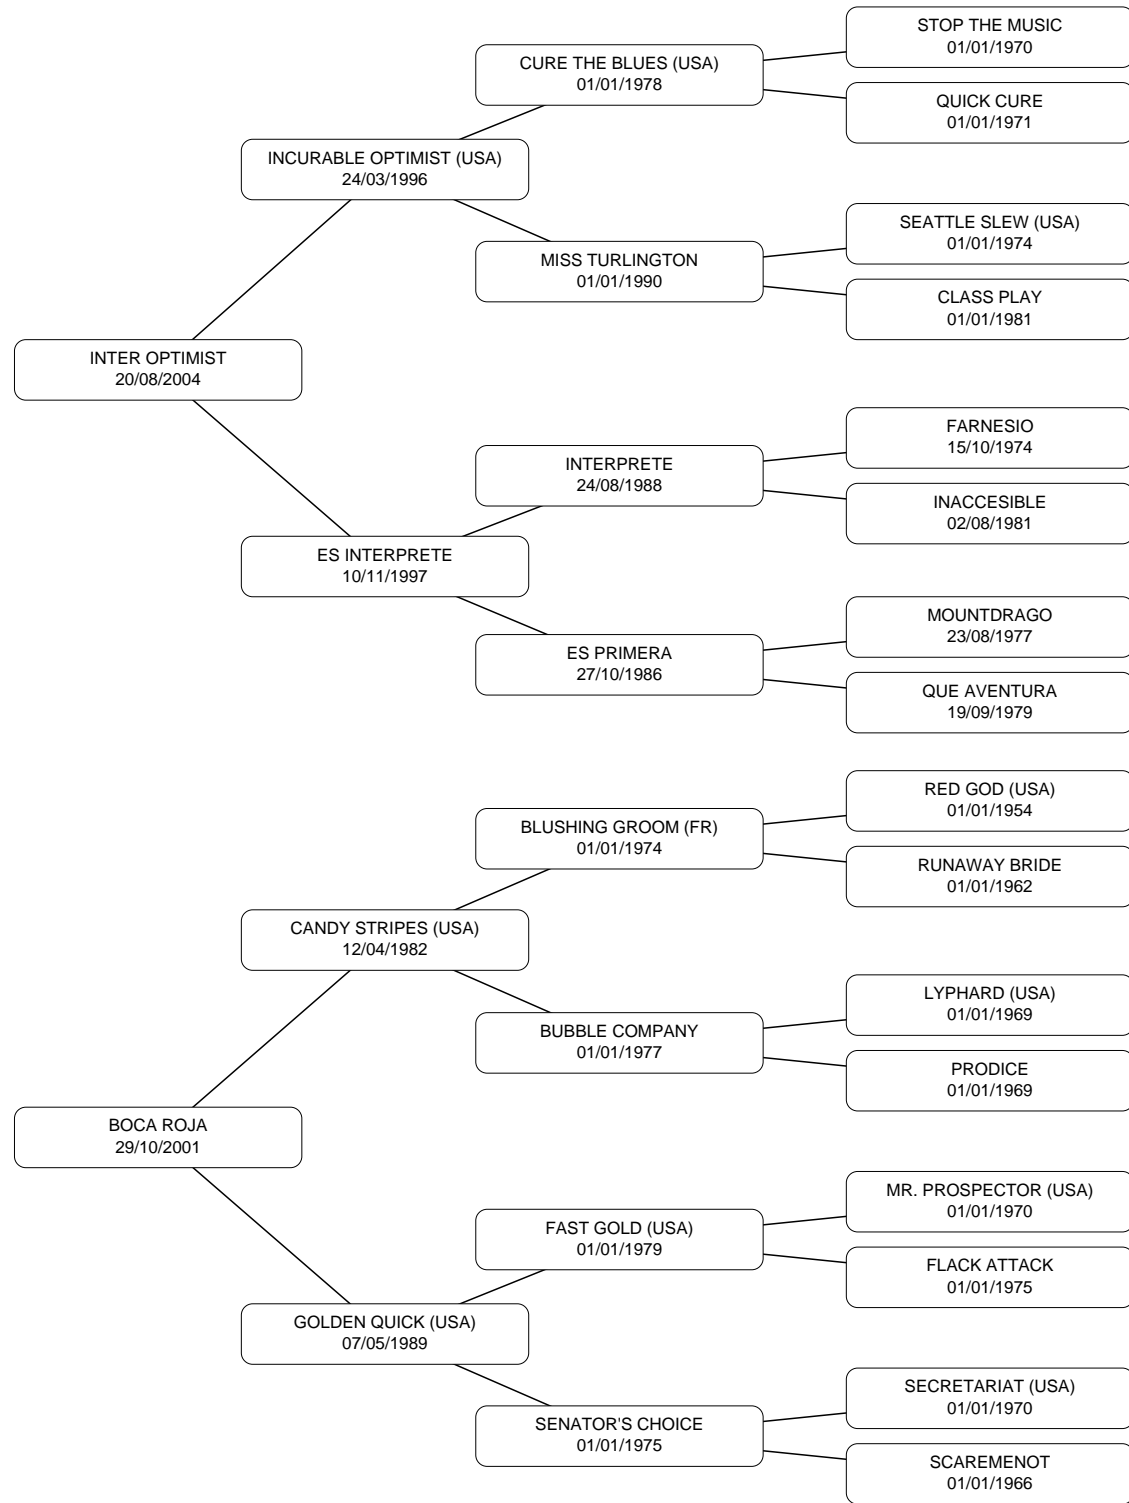 STOP THE MUSIC
01/01/1970
CURE THE BLUES (USA)
01/01/1978
QUICK CURE
01/01/1971
INCURABLE OPTIMIST (USA)
24/03/1996
SEATTLE SLEW (USA)
01/01/1974
MISS TURLINGTON
01/01/1990
CLASS PLAY
01/01/1981
INTER OPTIMIST
20/08/2004
FARNESIO
15/10/1974
INTERPRETE
24/08/1988
INACCESIBLE
02/08/1981
ES INTERPRETE
10/11/1997
MOUNTDRAGO
23/08/1977
ES PRIMERA
27/10/1986
QUE AVENTURA
19/09/1979
RED GOD (USA)
01/01/1954
BLUSHING GROOM (FR)
01/01/1974
RUNAWAY BRIDE
01/01/1962
CANDY STRIPES (USA)
12/04/1982
LYPHARD (USA)
01/01/1969
BUBBLE COMPANY
01/01/1977
PRODICE
01/01/1969
BOCA ROJA
29/10/2001
MR. PROSPECTOR (USA)
01/01/1970
FAST GOLD (USA)
01/01/1979
FLACK ATTACK
01/01/1975
GOLDEN QUICK (USA)
07/05/1989
SECRETARIAT (USA)
01/01/1970
SENATOR'S CHOICE
01/01/1975
SCAREMENOT
01/01/1966